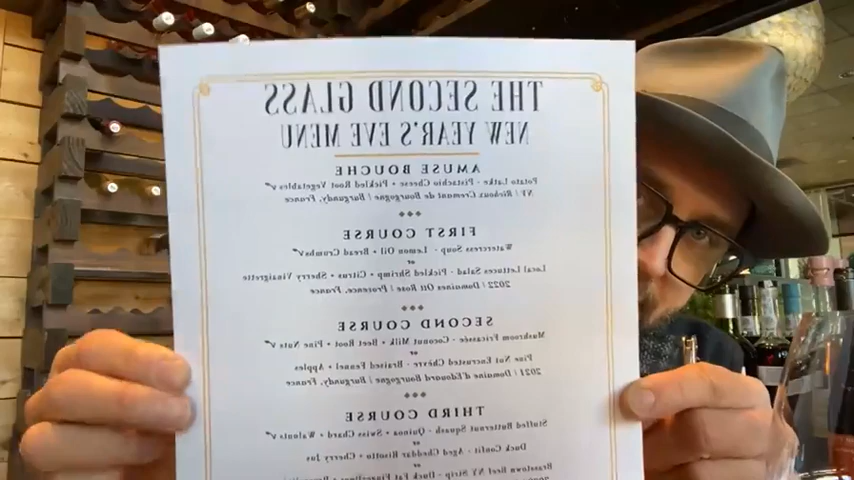 THE SECOND GLASS
NEW YEAR'S EVE MENU
AMUSE BOUCHE
Potato Latke · Pistachio Cheese · Pickled Root Vegetables
NV / Cremant de Bourgogne / Burgundy, France
FIRST COURSE
Watercress Soup · Lemon Oil · Bread Crumbs
or
Local Lettuces Salad · Pickled Shrimp · Citrus · Sherry Vinaigrette
2022 / Domaines Ott Rose / Provence, France
SECOND COURSE
Mushroom Fricassée · Coconut Milk · Beet Root · Pine Nuts
or
Pine Nut Encrusted Chèvre · Braised Fennel · Apples
2021 / Domaine d'Edouard Bourgogne / Burgundy, France
THIRD COURSE
Stuffed Butternut Squash · Quinoa · Swiss Chard · Walnuts
or
Duck Confit · Aged Cheddar Risotto · Cherry Jus
or
Brasstown Beef NY Strip · Duck Fat Fingerlings